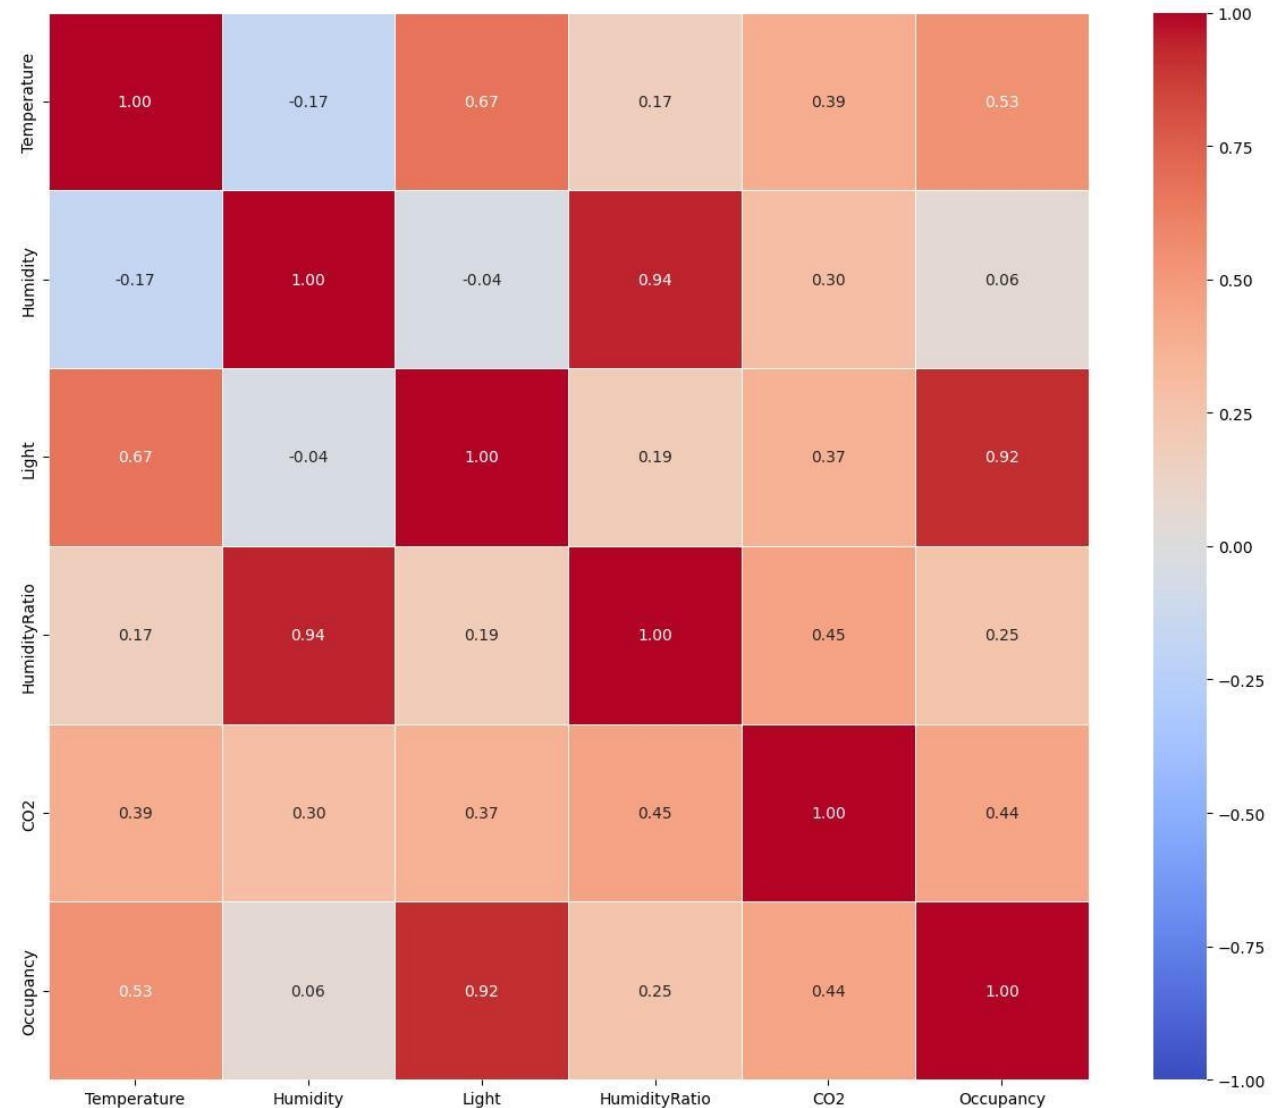 Temperature 1.00 -0.17 0.67 0.17 0.39 0.53
Humidity -0.17 1.00 -0.04 0.94 0.30 0.06
Light 0.67 -0.04 1.00 0.19 0.37 0.92
HumidityRatio 0.17 0.94 0.19 1.00 0.45 0.25
CO2 0.39 0.30 0.37 0.45 1.00 0.44
Occupancy 0.53 0.06 0.92 0.25 0.44 1.00
Temperature Humidity Light HumidityRatio CO2 Occupancy
1.00
0.75
0.50
0.25
0.00
−0.25
−0.50
−0.75
−1.00